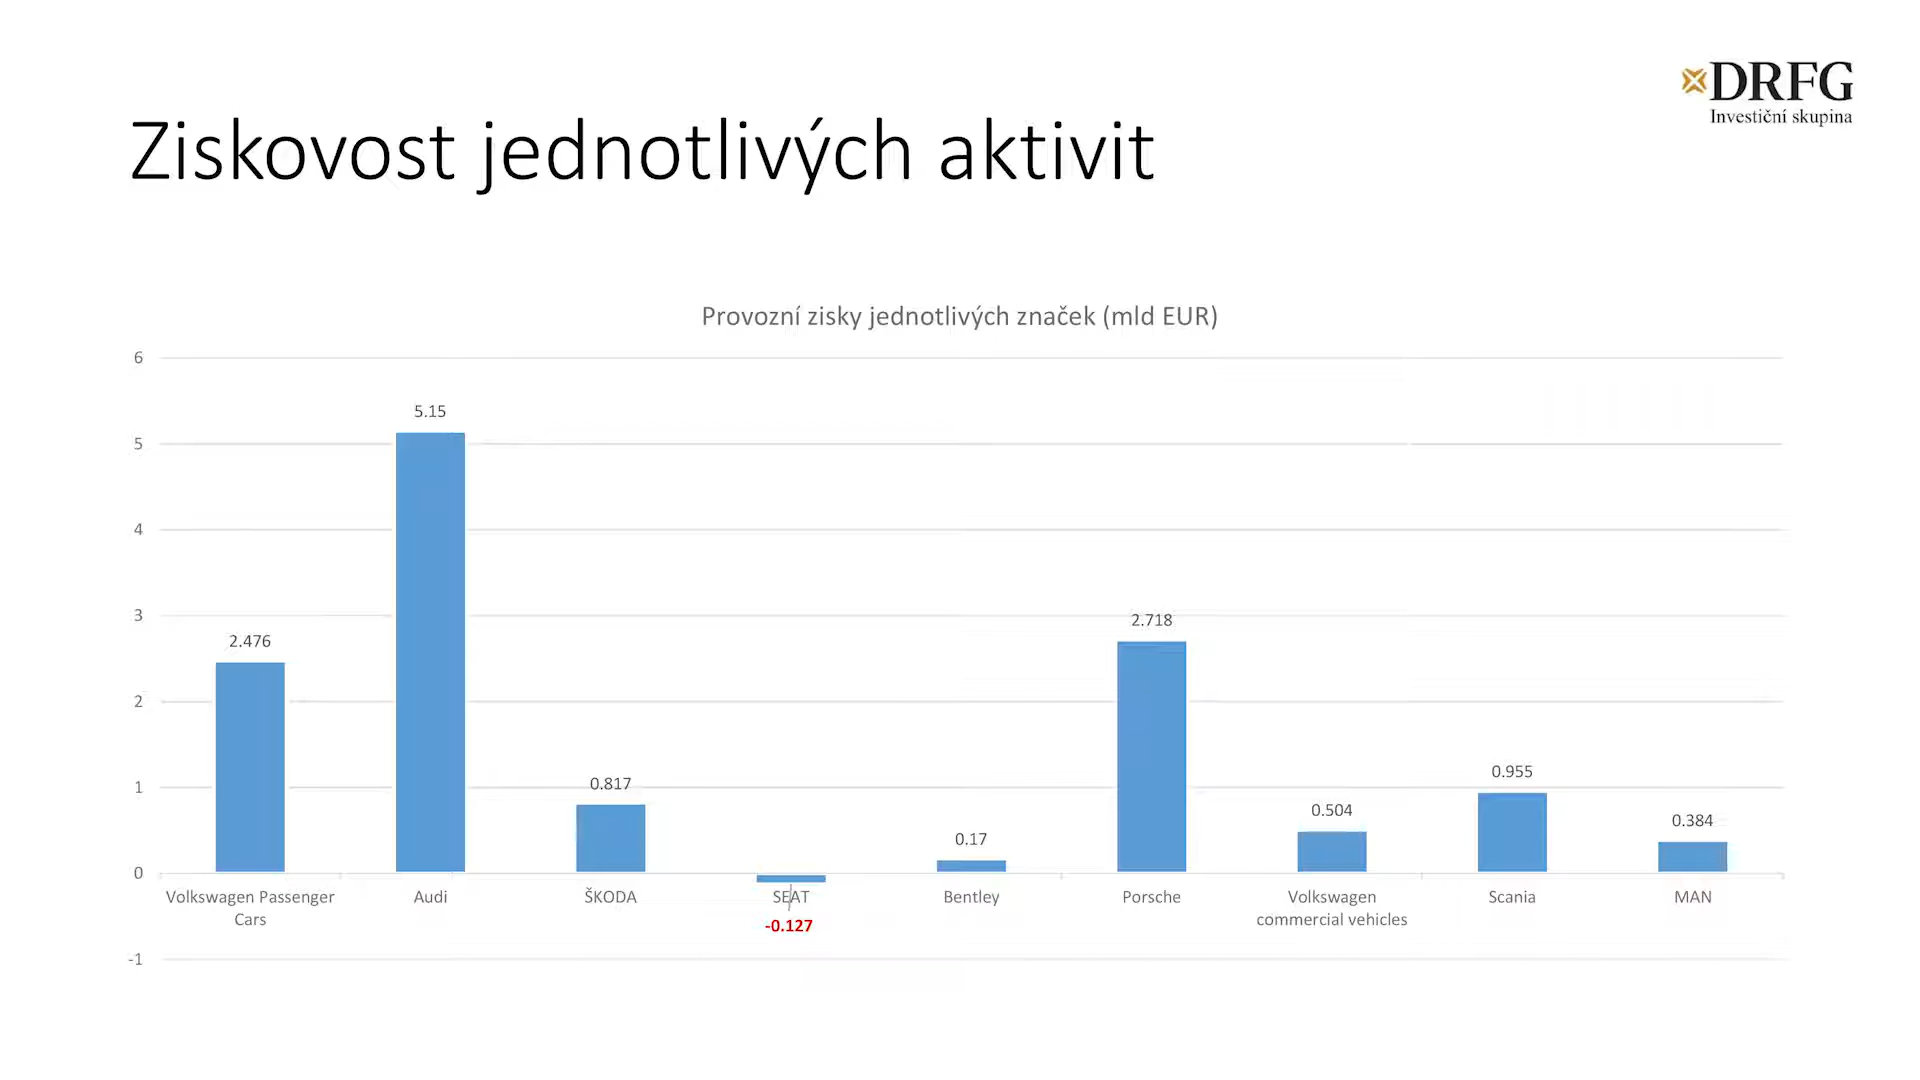 DRFG
Investiční skupina
Ziskovost jednotlivých aktivit
Provozní zisky jednotlivých značek (mld EUR)
6
5
4
3
2
1
0
-1
2.476
5.15
0.817
-0.127
0.17
2.718
0.504
0.955
0.384
Volkswagen Passenger
Cars
Audi
ŠKODA
SEAT
Bentley
Porsche
Volkswagen
commercial vehicles
Scania
MAN